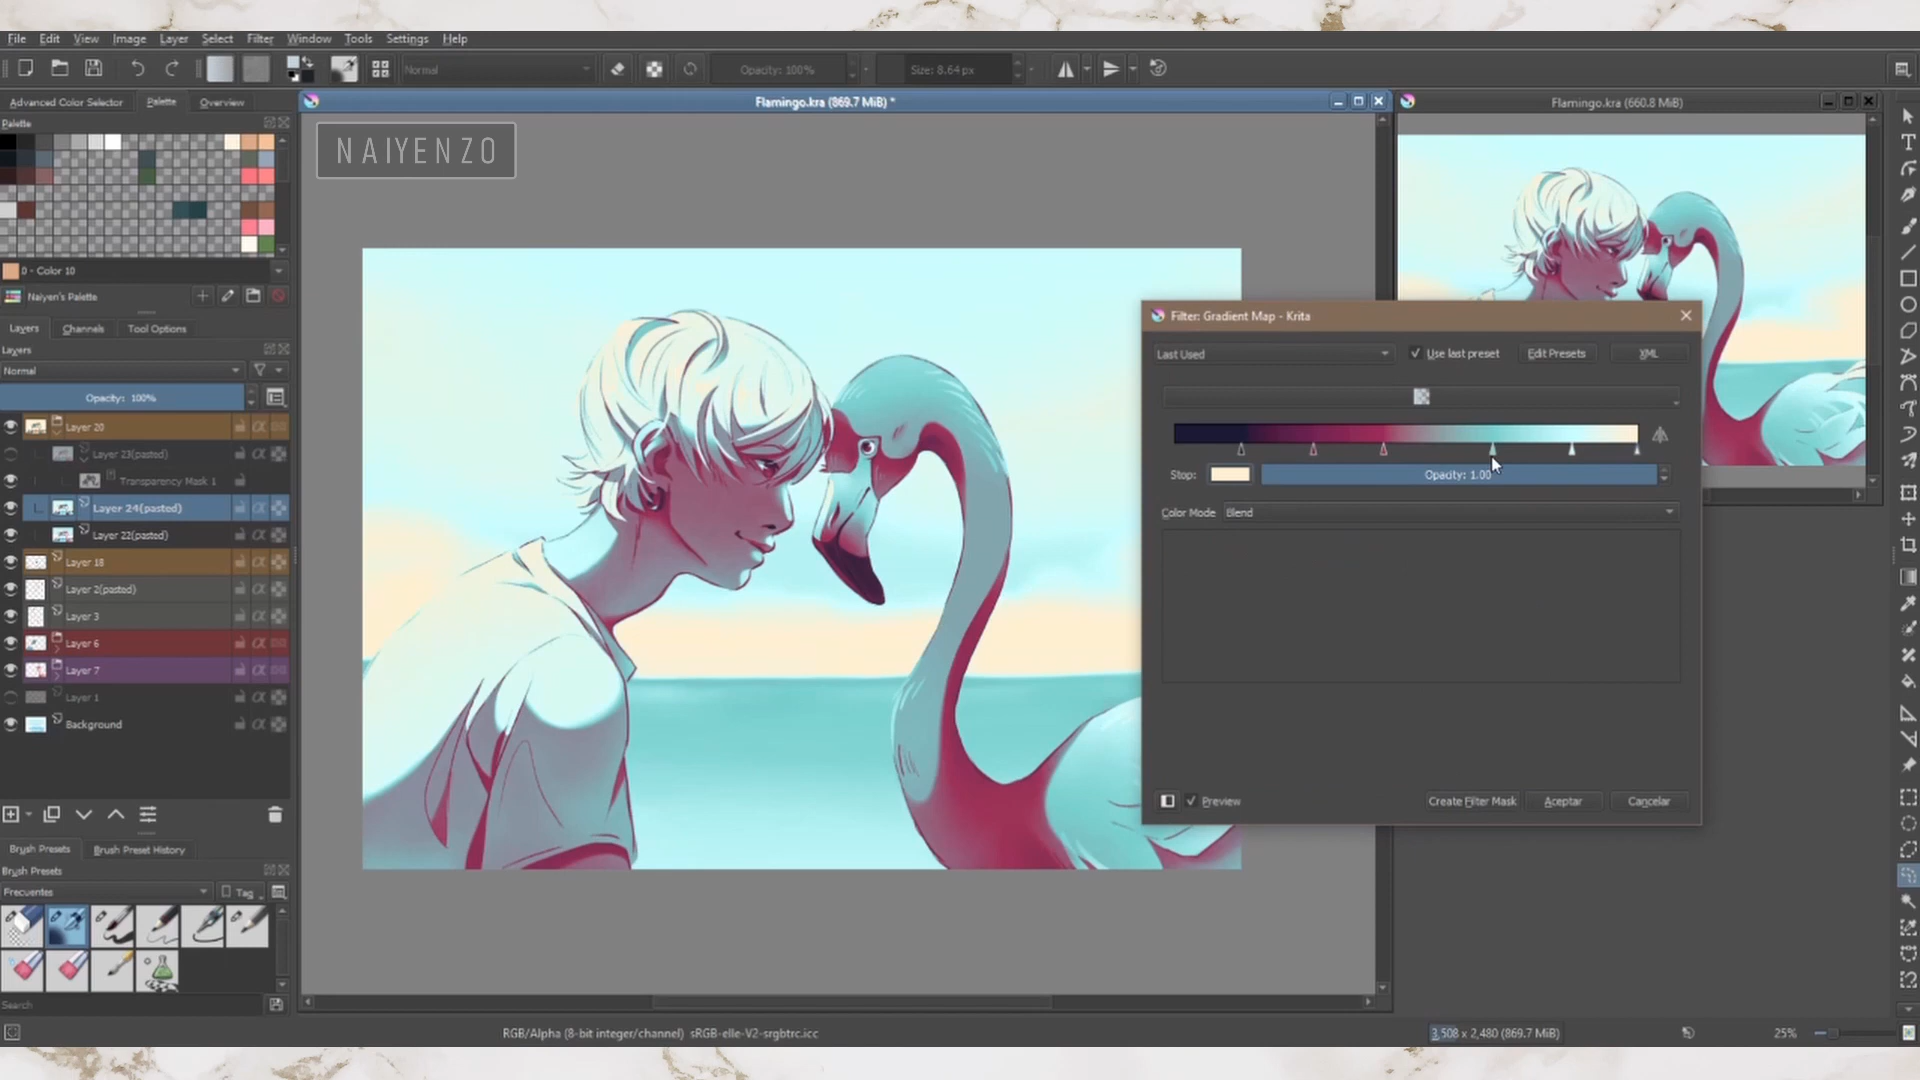 File Edit View Image Layer Select Filter Window Tools Settings Help
Normal
Opacity: 100%
Size: 8.64 px
Advanced Color Selector Palette Overview
Palette
0 - Color 10
Naiyen's Palette
Layers Channels Tool Options
Layers
Normal
Opacity: 100%
Layer 20
Layer 23(pasted)
Transparency Mask 1
Layer 24(pasted)
Layer 22(pasted)
Layer 18
Layer 2(pasted)
Layer 3
Layer 6
Layer 7
Layer 1
Background
Brush Presets Brush Preset History
Brush Presets
Frecuentes
Tag
Search
Flamingo.kra (869.7 MiB) *
NAIYENZO
Flamingo.kra (660.8 MiB)
Filter: Gradient Map - Krita
Last Used
Use last preset
Edit Presets
XML
Stop:
Opacity: 1.00
Color Mode Blend
Preview
Create Filter Mask
Aceptar
Cancelar
RGB/Alpha (8-bit integer/channel) sRGB-elle-V2-srgbtrc.icc
3,508 x 2,480 (869.7 MiB)
25%